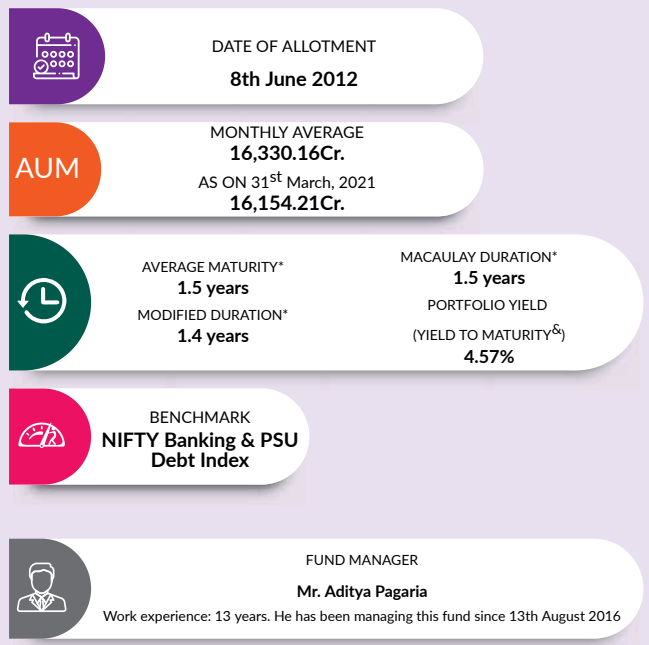 DATE OF ALLOTMENT
8th June 2012
AUM
MONTHLY AVERAGE
16,330.16Cr.
AS ON 31st March, 2021
16,154.21Cr.
AVERAGE MATURITY*
1.5 years
MODIFIED DURATION*
1.4 years
MACAULAY DURATION*
1.5 years
PORTFOLIO YIELD
(YIELD TO MATURITY&)
4.57%
BENCHMARK
NIFTY Banking & PSU
Debt Index
FUND MANAGER
Mr. Aditya Pagaria
Work experience: 13 years. He has been managing this fund since 13th August 2016